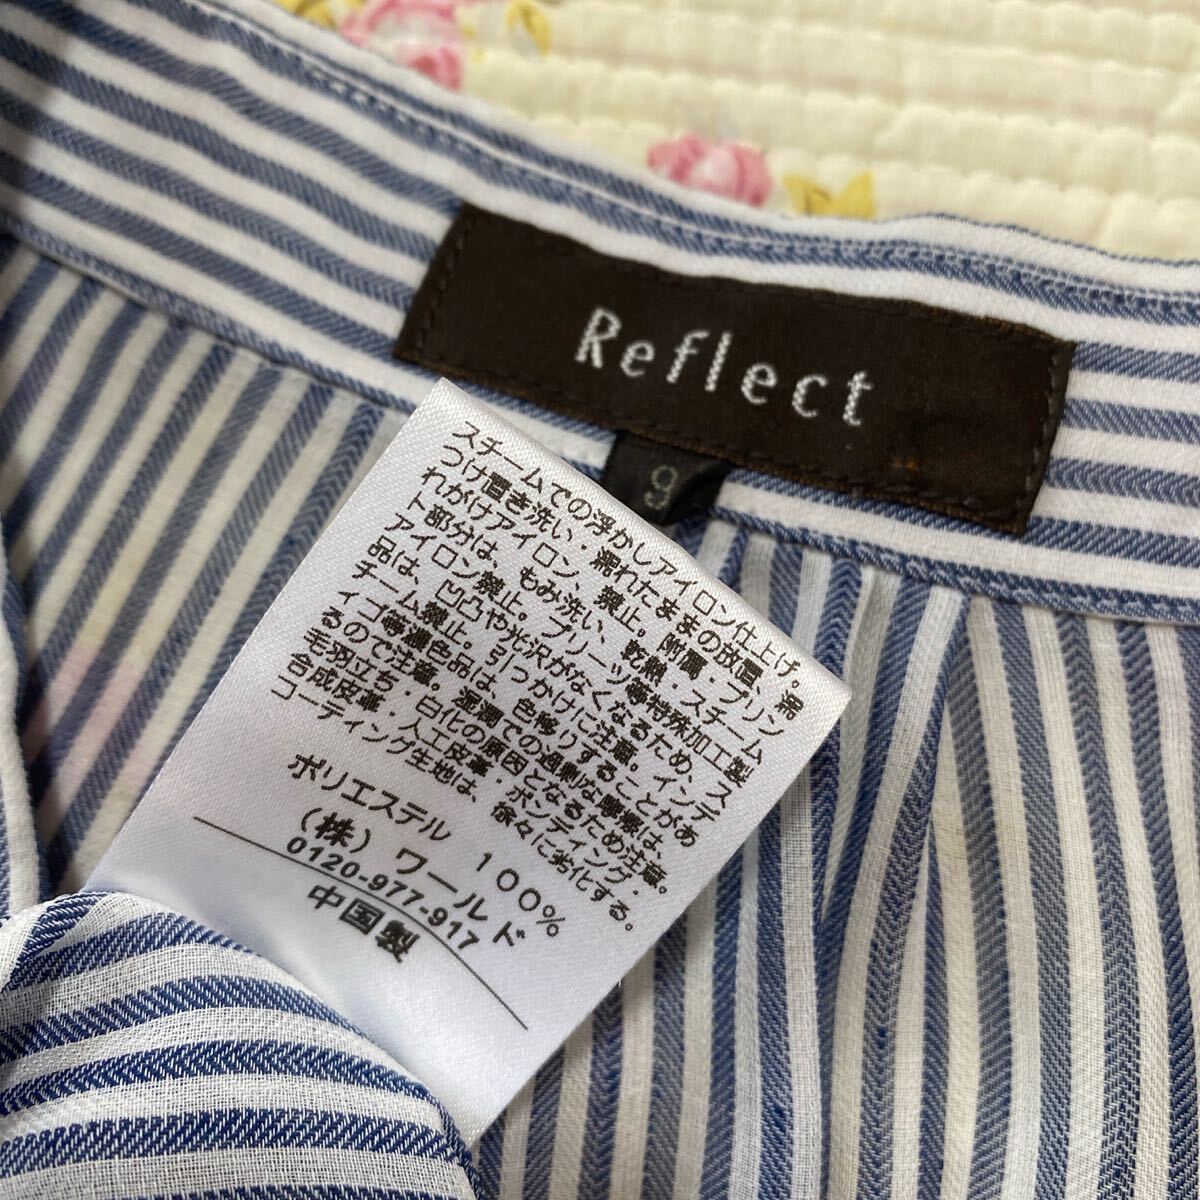 Reflect
9
スチームでの浮かしアイロン仕上げ。
つけ置き洗い・濡れたままの放置・濡
れがけアイロン、禁止。附属・プリン
ト部分は、もみ洗い、乾熱・スチーム
アイロン禁止。プリーツ等特殊加工製
品は、凹凸や光沢がなくなるため、ス
チーム禁止。引っかけに注意。インデ
ィゴ等濃色品は、色移りすることがあ
るので注意。湿潤での過剰な摩擦は、
毛羽立ち・白化の原因となるため注意。
合成皮革・人工皮革・ボンディング・
コーティング生地は、徐々に劣化する。
ポリエステル 100%
(株)ワールド
0120-977-917
中国製